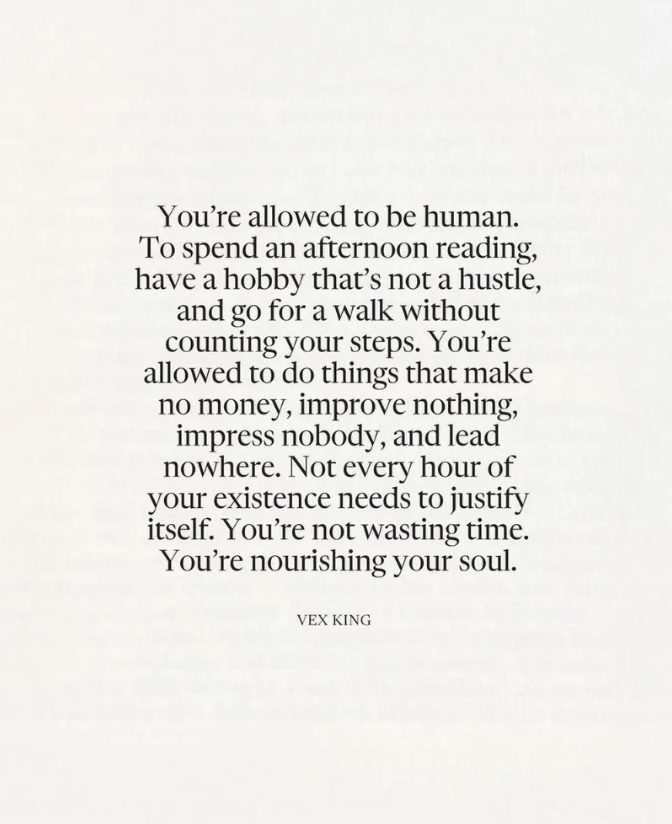 You’re allowed to be human.
To spend an afternoon reading,
have a hobby that’s not a hustle,
and go for a walk without
counting your steps. You’re
allowed to do things that make
no money, improve nothing,
impress nobody, and lead
nowhere. Not every hour of
your existence needs to justify
itself. You’re not wasting time.
You’re nourishing your soul.
VEX KING